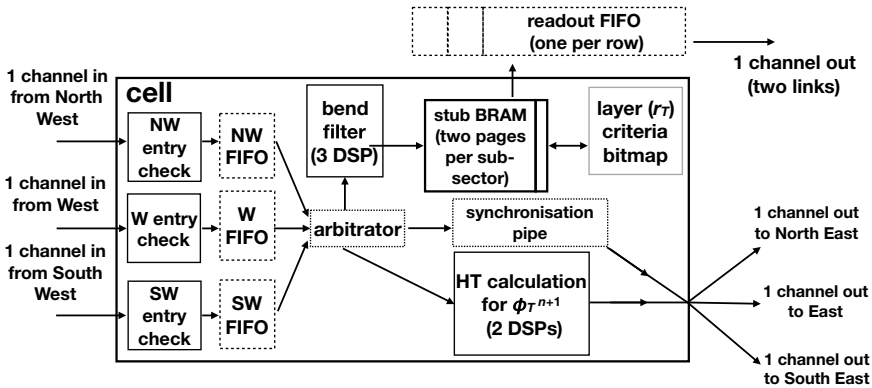 readout FIFO
(one per row)
1 channel out
(two links)
1 channel in
from North
West
cell
NW
entry
check
NW
FIFO
bend
filter
(3 DSP)
stub BRAM
(two pages
per sub-
sector)
layer (r_T)
criteria
bitmap
1 channel in
from West
W entry
check
W
FIFO
arbitrator
synchronisation
pipe
1 channel in
from South
West
SW
entry
check
SW
FIFO
HT calculation
for ϕ_T^{n+1}
(2 DSPs)
1 channel out
to North East
1 channel out
to East
1 channel out
to South East